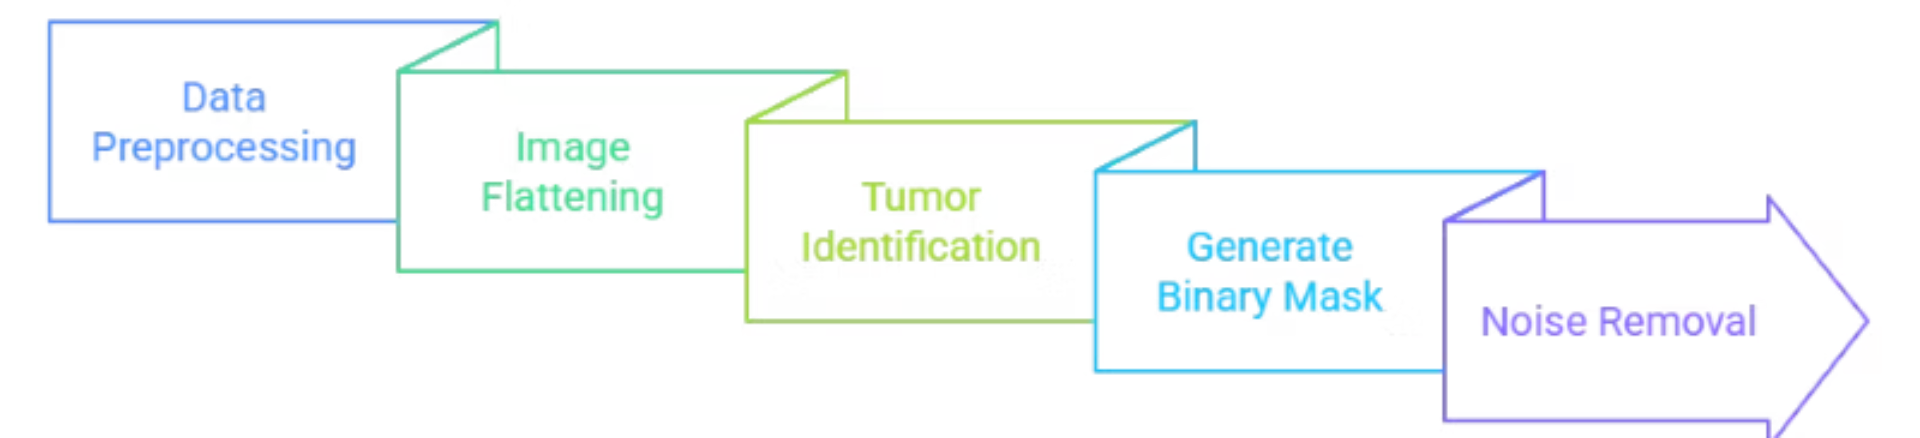 Data
Preprocessing
Image
Flattening
Tumor
Identification
Generate
Binary Mask
Noise Removal